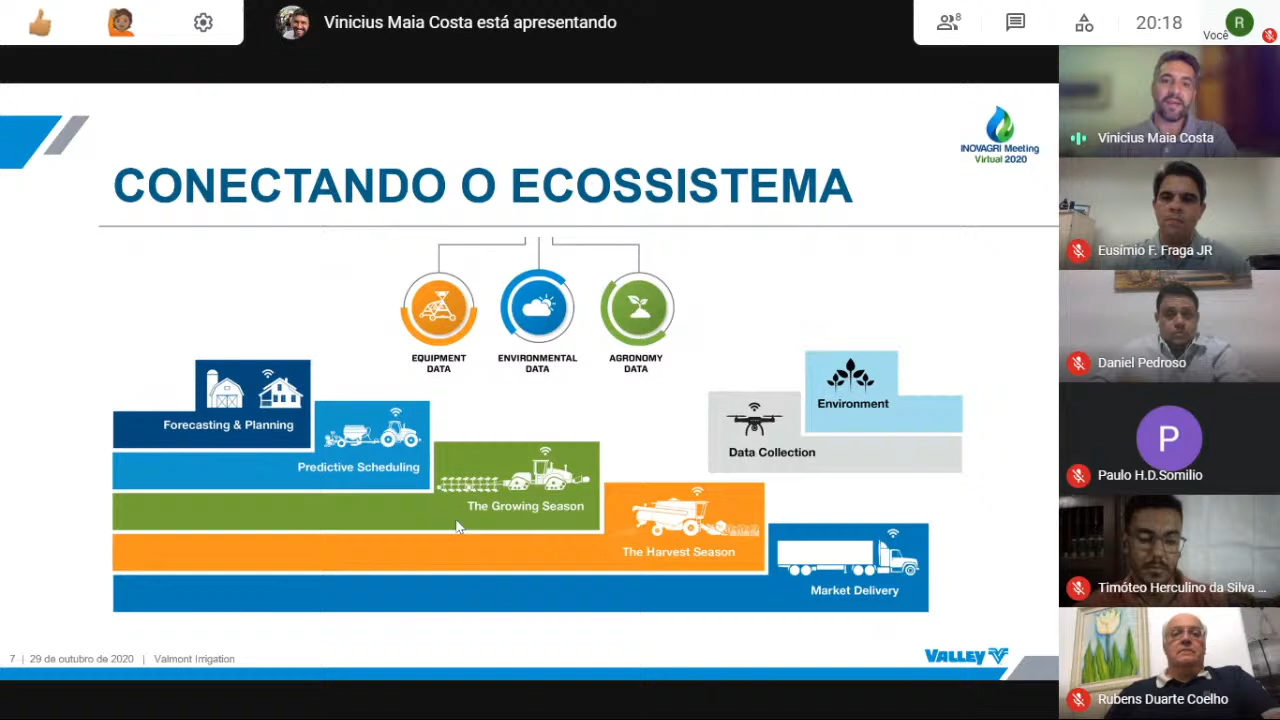 Vinicius Maia Costa está apresentando
8
20:18
R
Você
INOVAGRI Meeting
Virtual 2020
CONECTANDO O ECOSSISTEMA
EQUIPMENT
DATA
ENVIRONMENTAL
DATA
AGRONOMY
DATA
Forecasting & Planning
Predictive Scheduling
The Growing Season
The Harvest Season
Market Delivery
Environment
Data Collection
7 | 29 de outubro de 2020 | Valmont Irrigation
VALLEY
Vinicius Maia Costa
Eusímio F. Fraga JR
Daniel Pedroso
P
Paulo H.D.Somilio
Timóteo Herculino da Silva ...
Rubens Duarte Coelho